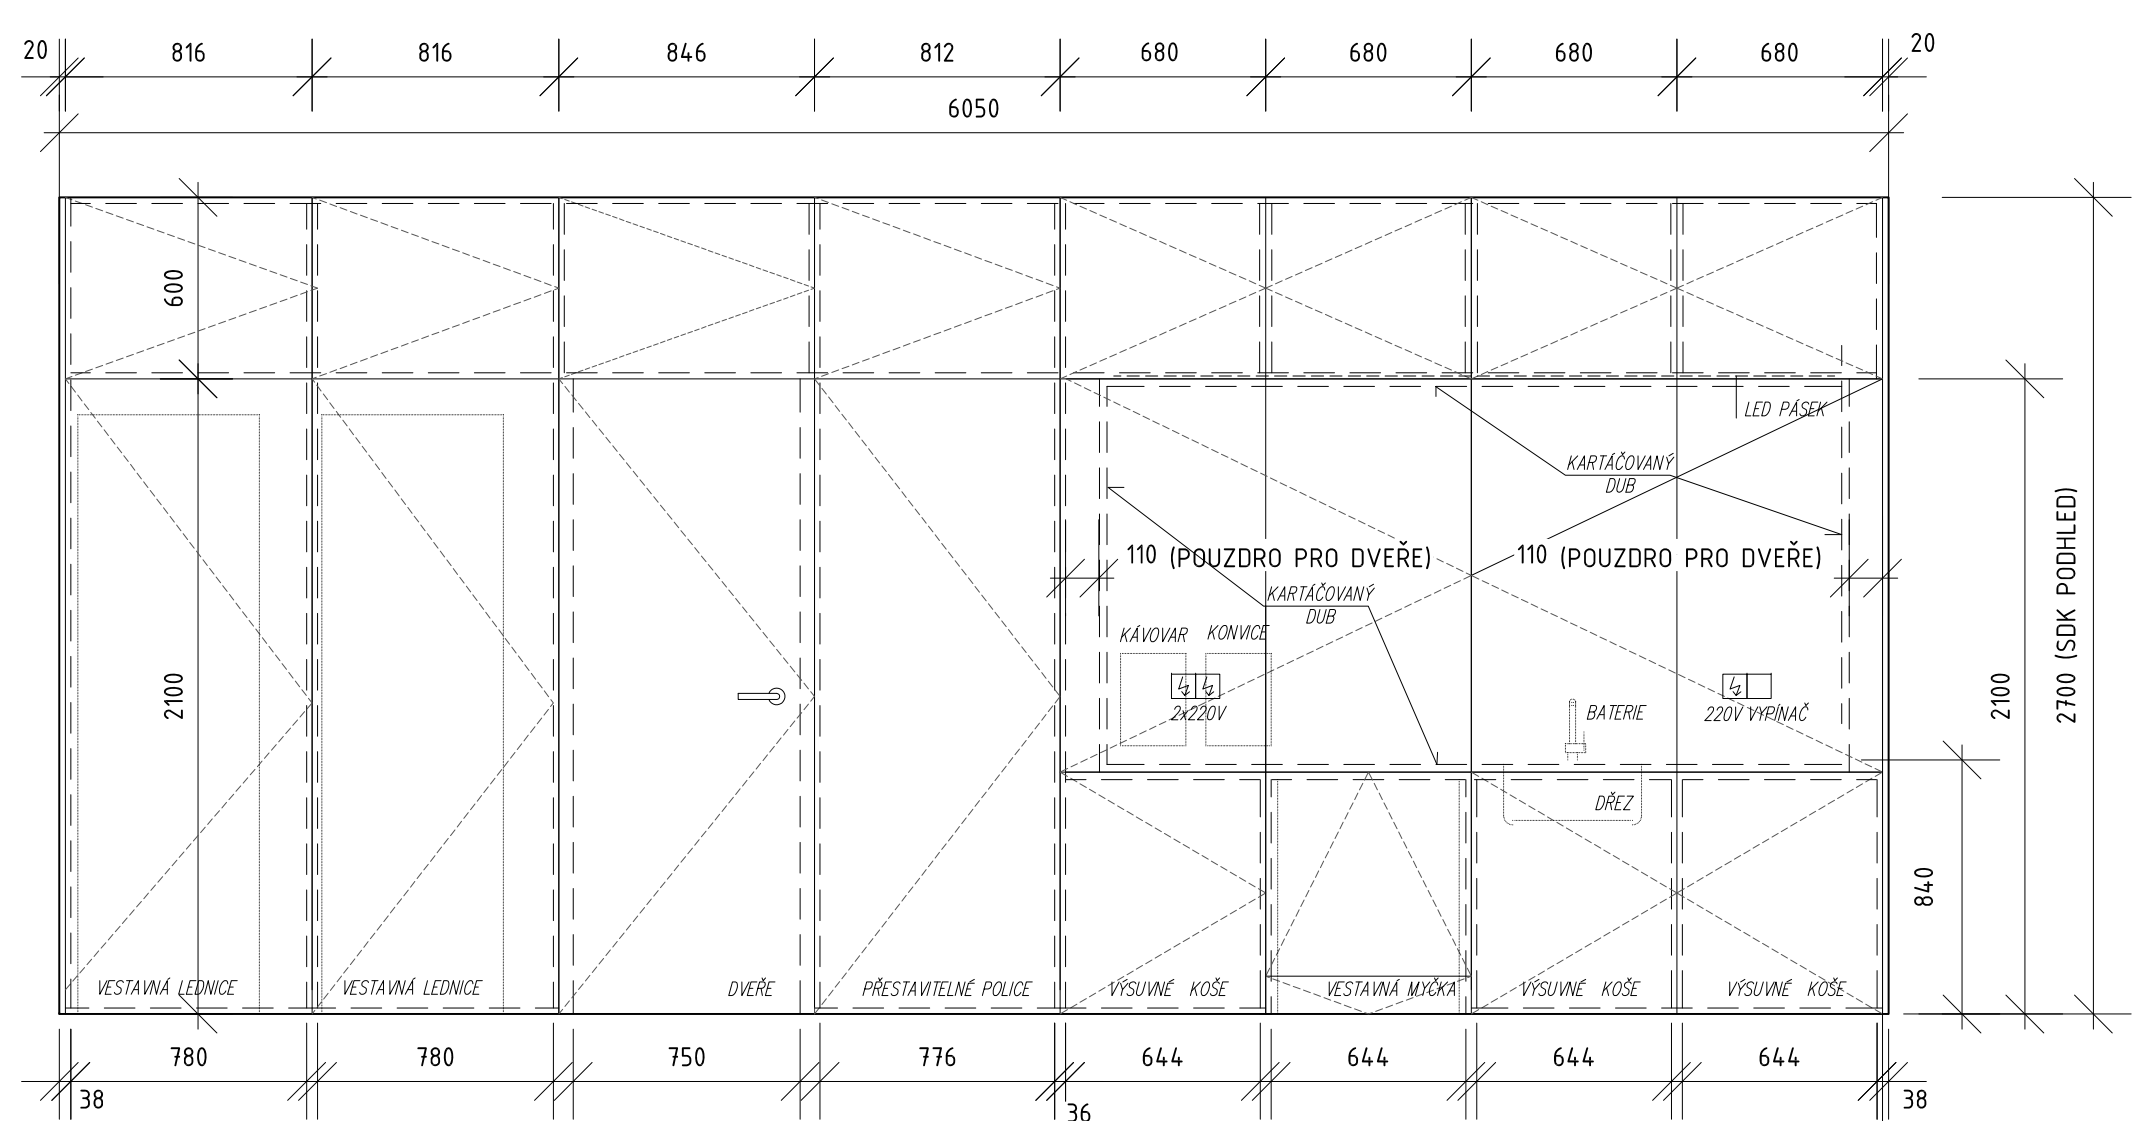 20 816 816 846 812 680 680 680 680 20
6050
600
LED PÁSEK
KARTÁČOVANÝ
DUB
110 (POUZDRO PRO DVEŘE) 110 (POUZDRO PRO DVEŘE)
KARTÁČOVANÝ
DUB
KÁVOVAR KONVICE
2100
2x220V
BATERIE
220V VYPÍNAČ
2100
2700 (SDK PODHLED)
DŘEZ
840
VESTAVNÁ LEDNICE VESTAVNÁ LEDNICE DVEŘE PŘESTAVITELNÉ POLICE VÝSUVNÉ KOŠE VESTAVNÁ MYČKA VÝSUVNÉ KOŠE VÝSUVNÉ KOŠE
780 780 750 776 644 644 644 644
38 36 38